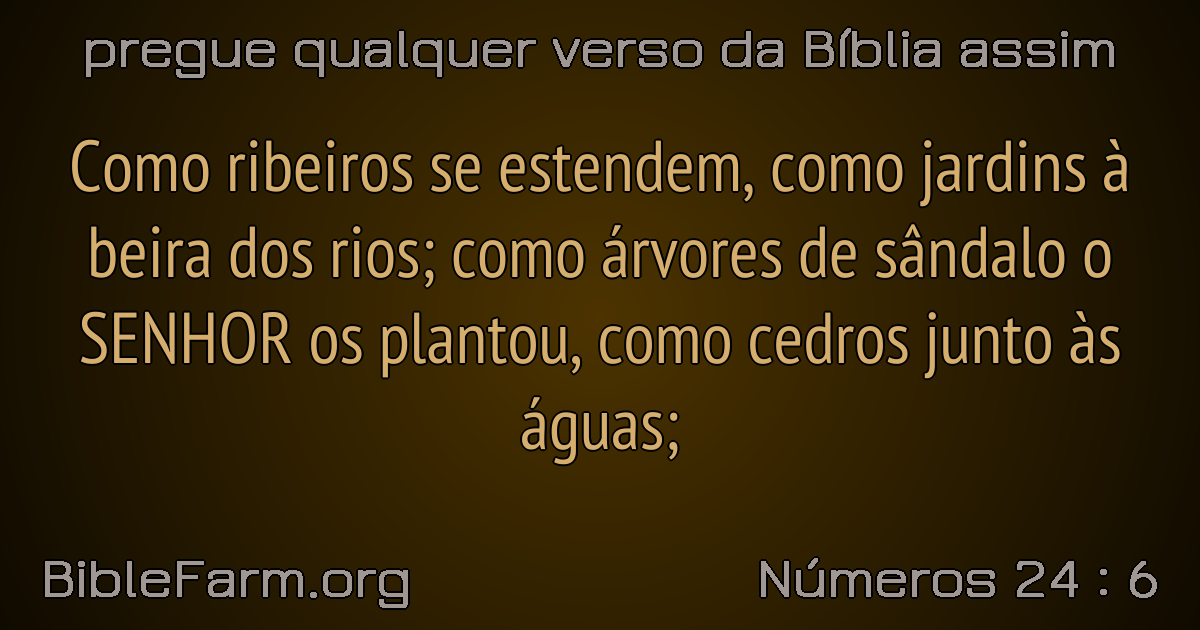 pregue qualquer verso da Bíblia assim
Como ribeiros se estendem, como jardins à
beira dos rios; como árvores de sândalo o
SENHOR os plantou, como cedros junto às
águas;
BibleFarm.org
Números 24 : 6